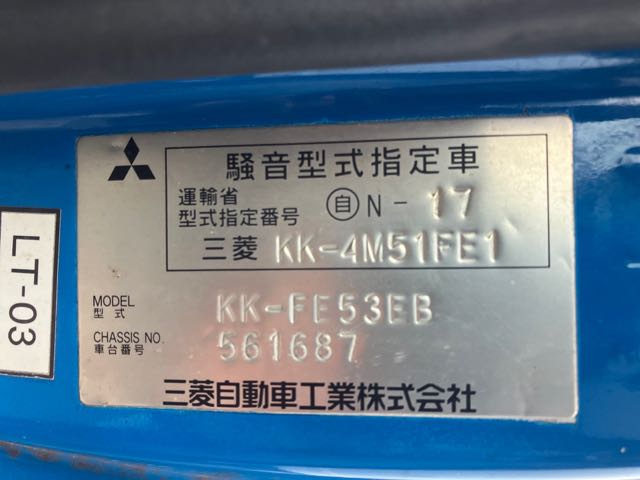 騒音型式指定車
運輸省
型式指定番号 自 N - 17
三菱 KK-4M51FE1
MODEL
型式
KK-FE53EB
CHASSIS NO.
車台番号
561687
三菱自動車工業株式会社
LT-03